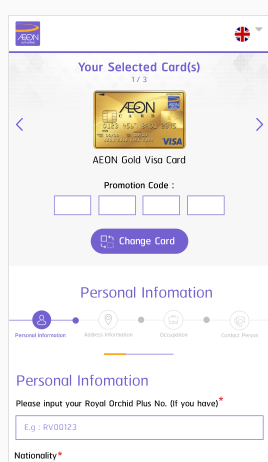 AEON
Your Selected Card(s)
1 / 3
AEON
CARD
VISA
AEON Gold Visa Card
Promotion Code :
Change Card
Personal Infomation
Personal Information
Address Information
Occupation
Contact Person
Personal Infomation
Please input your Royal Orchid Plus No. (If you have)*
E.g : RV00123
Nationality*